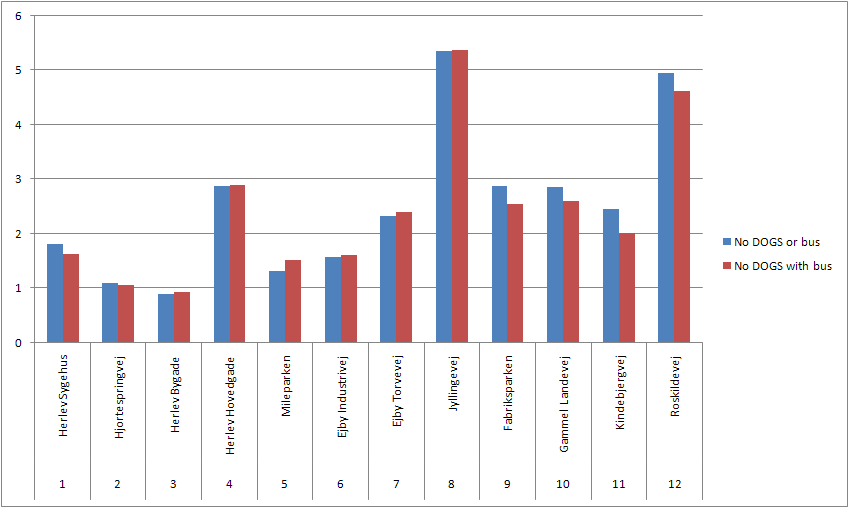 6
5
4
3
2
1
0
No DOGS or bus
No DOGS with bus
Herlev Sygehus
Hjortespringvej
Herlev Bygade
Herlev Hovedgade
Mileparken
Ejby Industrivej
Ejby Torvevej
Jyllingevej
Fabriksparken
Gammel Landevej
Kindebjergvej
Roskildevej
1 2 3 4 5 6 7 8 9 10 11 12